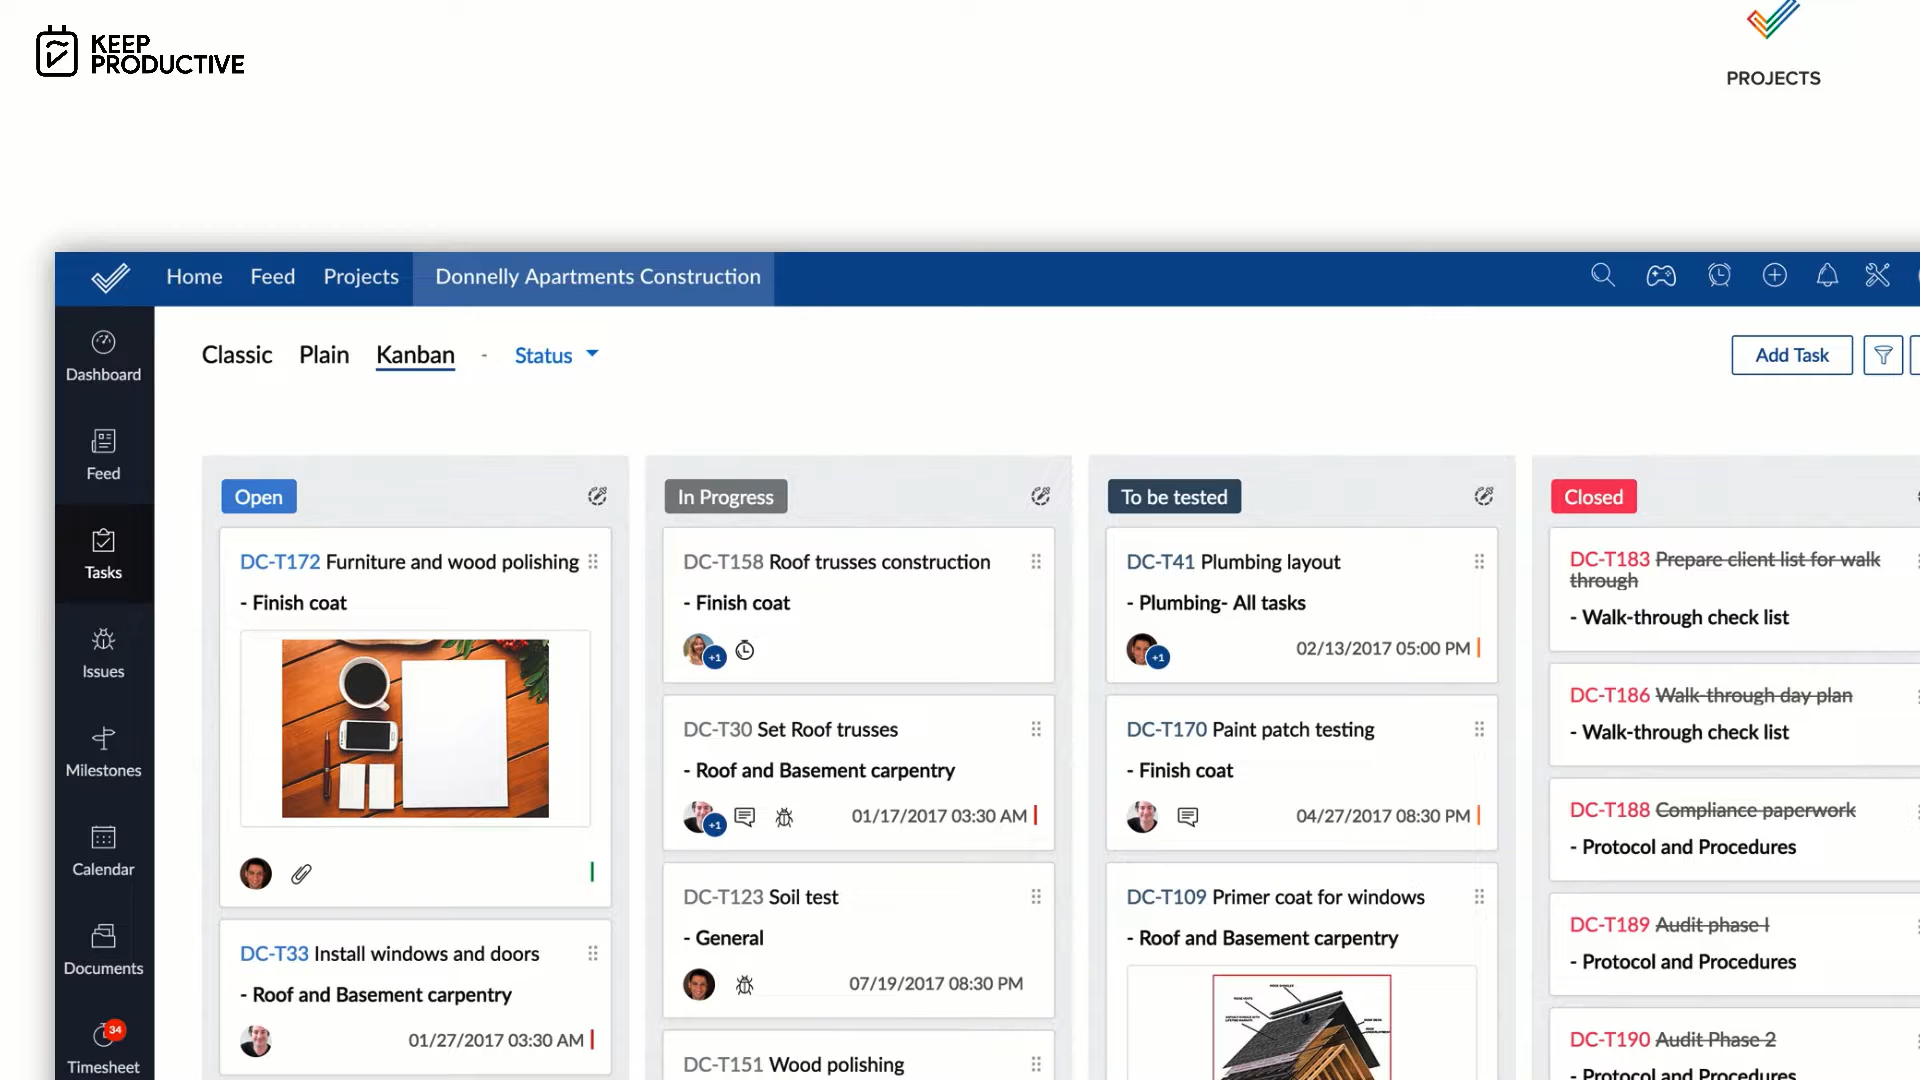 KEEP
PRODUCTIVE
PROJECTS
Home
Feed
Projects
Donnelly Apartments Construction
Dashboard
Feed
Tasks
Issues
Milestones
Calendar
Documents
34
Timesheet
Classic
Plain
Kanban
-
Status
Add Task
Open
DC-T172 Furniture and wood polishing
- Finish coat
DC-T33 Install windows and doors
- Roof and Basement carpentry
01/27/2017 03:30 AM
In Progress
DC-T158 Roof trusses construction
- Finish coat
+1
DC-T30 Set Roof trusses
- Roof and Basement carpentry
+1
01/17/2017 03:30 AM
DC-T123 Soil test
- General
07/19/2017 08:30 PM
DC-T151 Wood polishing
To be tested
DC-T41 Plumbing layout
- Plumbing- All tasks
+1
02/13/2017 05:00 PM
DC-T170 Paint patch testing
- Finish coat
04/27/2017 08:30 PM
DC-T109 Primer coat for windows
- Roof and Basement carpentry
Closed
DC-T183 Prepare client list for walk
through
- Walk-through check list
DC-T186 Walk-through day plan
- Walk-through check list
DC-T188 Compliance paperwork
- Protocol and Procedures
DC-T189 Audit phase I
- Protocol and Procedures
DC-T190 Audit Phase 2
- Protocol and Procedures